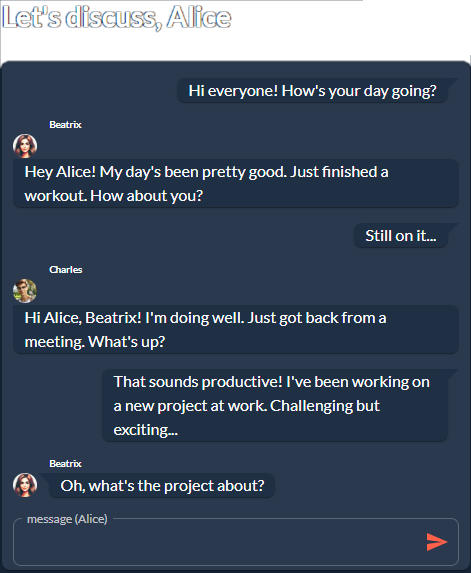 Let's discuss, Alice
Hi everyone! How's your day going?
Beatrix
Hey Alice! My day's been pretty good. Just finished a
workout. How about you?
Still on it...
Charles
Hi Alice, Beatrix! I'm doing well. Just got back from a
meeting. What's up?
That sounds productive! I've been working on
a new project at work. Challenging but
exciting...
Beatrix
Oh, what's the project about?
message (Alice)